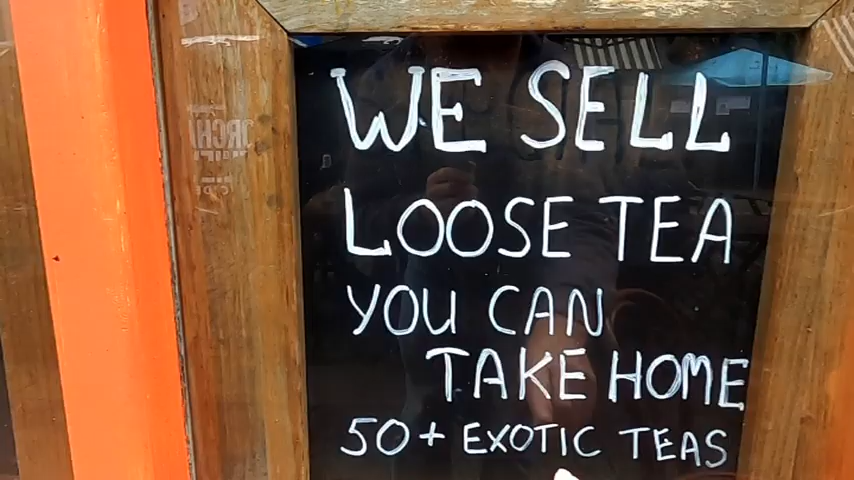 WE SELL
LOOSE TEA
YOU CAN
TAKE HOME
50+ EXOTIC TEAS